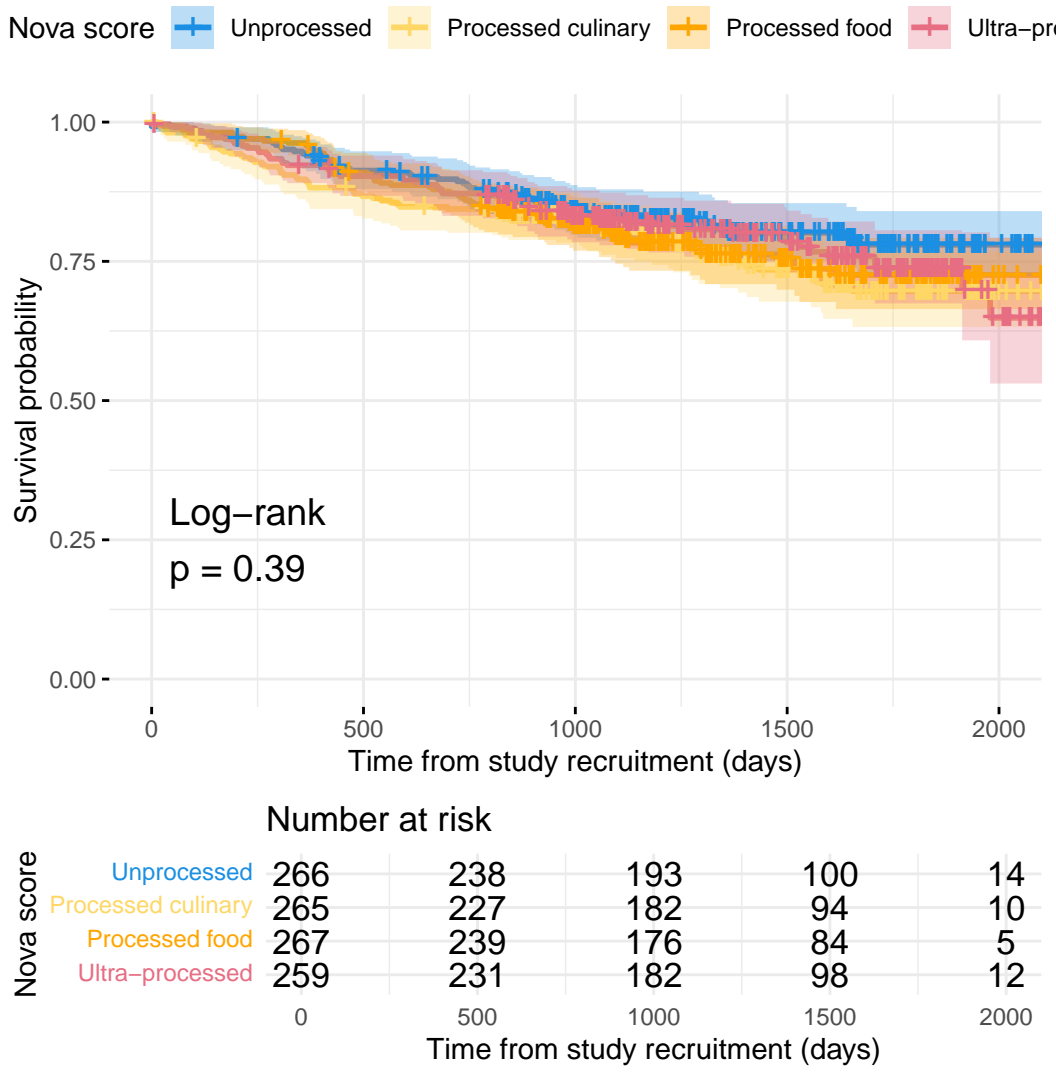 Nova score Unprocessed Processed culinary Processed food Ultra−pr
1.00
0.75
0.50
0.25
0.00
Survival probability
Log−rank
p = 0.39
0 500 1000 1500 2000
Time from study recruitment (days)
Number at risk
Nova score
Unprocessed 266 238 193 100 14
Processed culinary 265 227 182 94 10
Processed food 267 239 176 84 5
Ultra−processed 259 231 182 98 12
0 500 1000 1500 2000
Time from study recruitment (days)